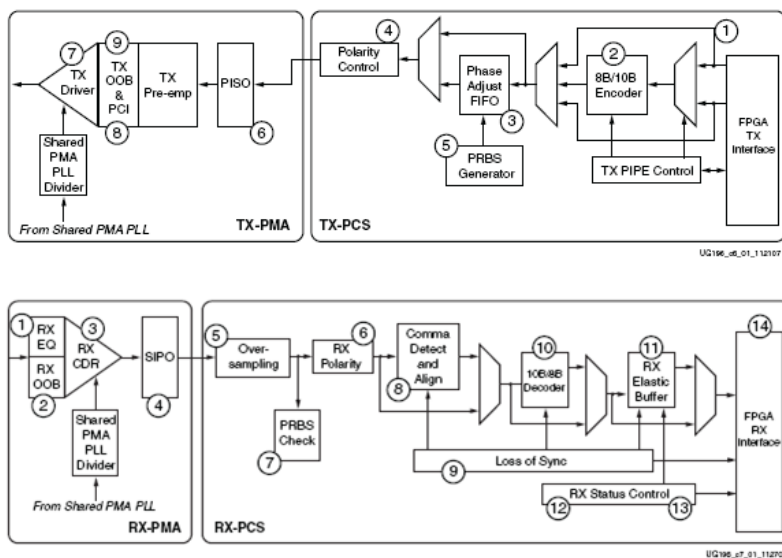 7
9
TX
Driver
TX
OOB
&
PCI
TX
Pre-emp
8
Shared
PMA
PLL
Divider
From Shared PMA PLL
PISO
6
TX-PMA
4
Polarity
Control
Phase
Adjust
FIFO
3
5
PRBS
Generator
2
8B/10B
Encoder
1
FPGA
TX
Interface
TX PIPE Control
TX-PCS
UG196_c6_01_112107
1
RX
EQ
RX
OOB
2
3
RX
CDR
Shared
PMA
PLL
Divider
From Shared PMA PLL
SIPO
4
RX-PMA
5
Over-
sampling
6
RX
Polarity
PRBS
Check
7
Comma
Detect
and
Align
8
10
10B/8B
Decoder
11
RX
Elastic
Buffer
14
FPGA
RX
Interface
Loss of Sync
9
RX Status Control
12
13
RX-PCS